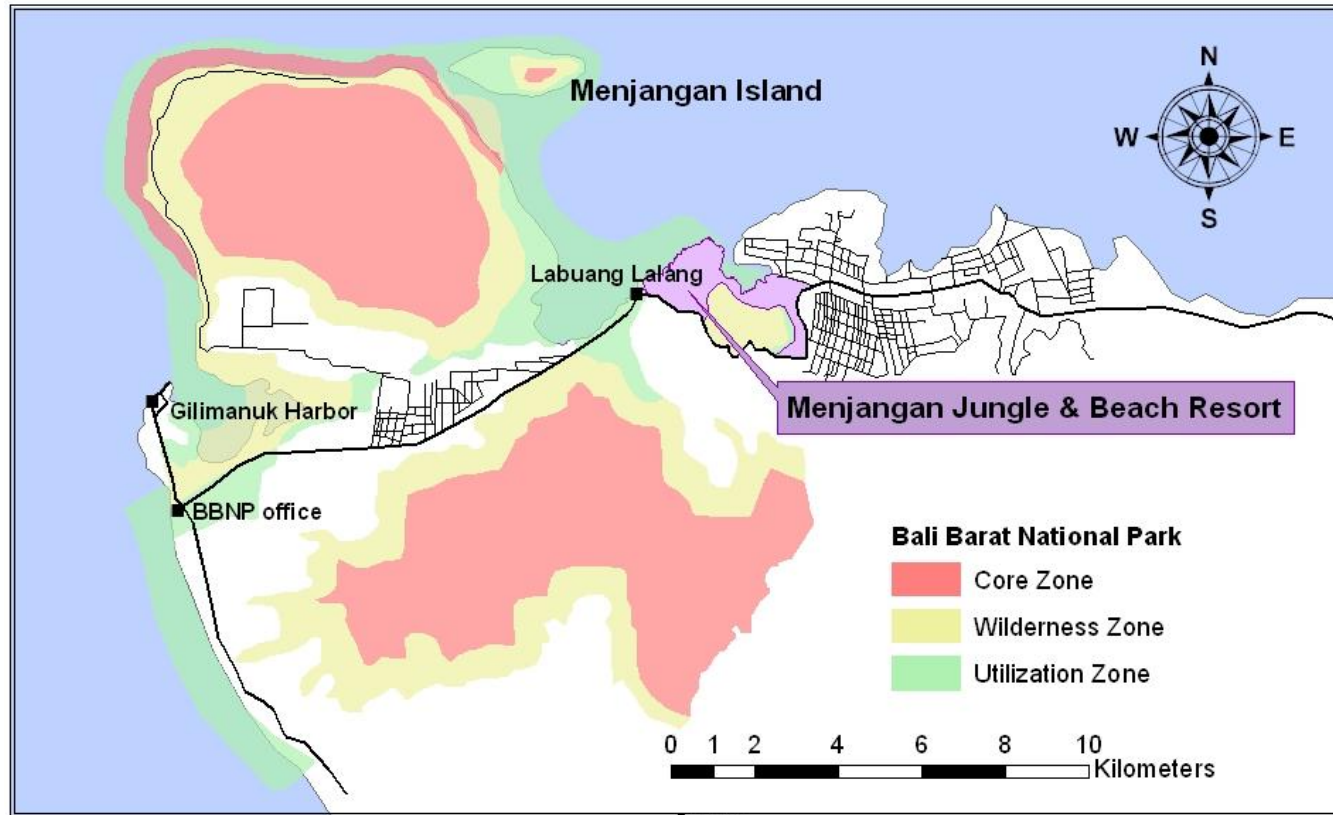 Menjangan Island
N
W
E
S
Labuang Lalang
Menjangan Jungle & Beach Resort
Gilimanuk Harbor
BBNP office
Bali Barat National Park
Core Zone
Wilderness Zone
Utilization Zone
0 1 2 4 6 8 10
Kilometers